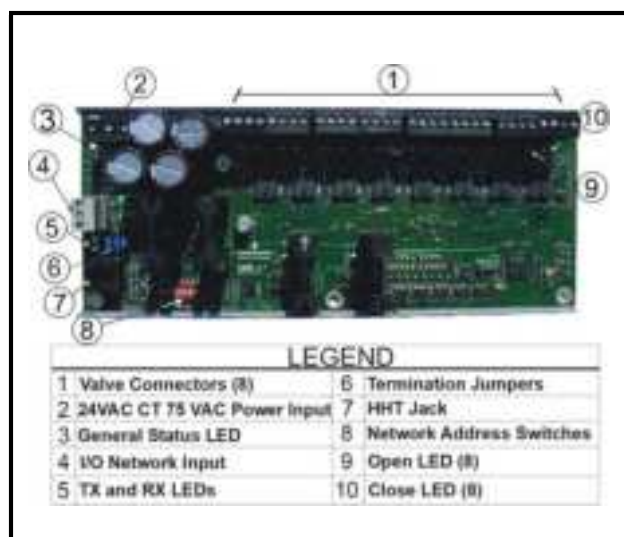 1
2
10
3
4
9
5
6
7
8
LEGEND
1 Valve Connectors (8) 6 Termination Jumpers
2 24VAC CT 75 VAC Power Input 7 HHT Jack
3 General Status LED 8 Network Address Switches
4 I/O Network Input 9 Open LED (8)
5 TX and RX LEDs 10 Close LED (8)